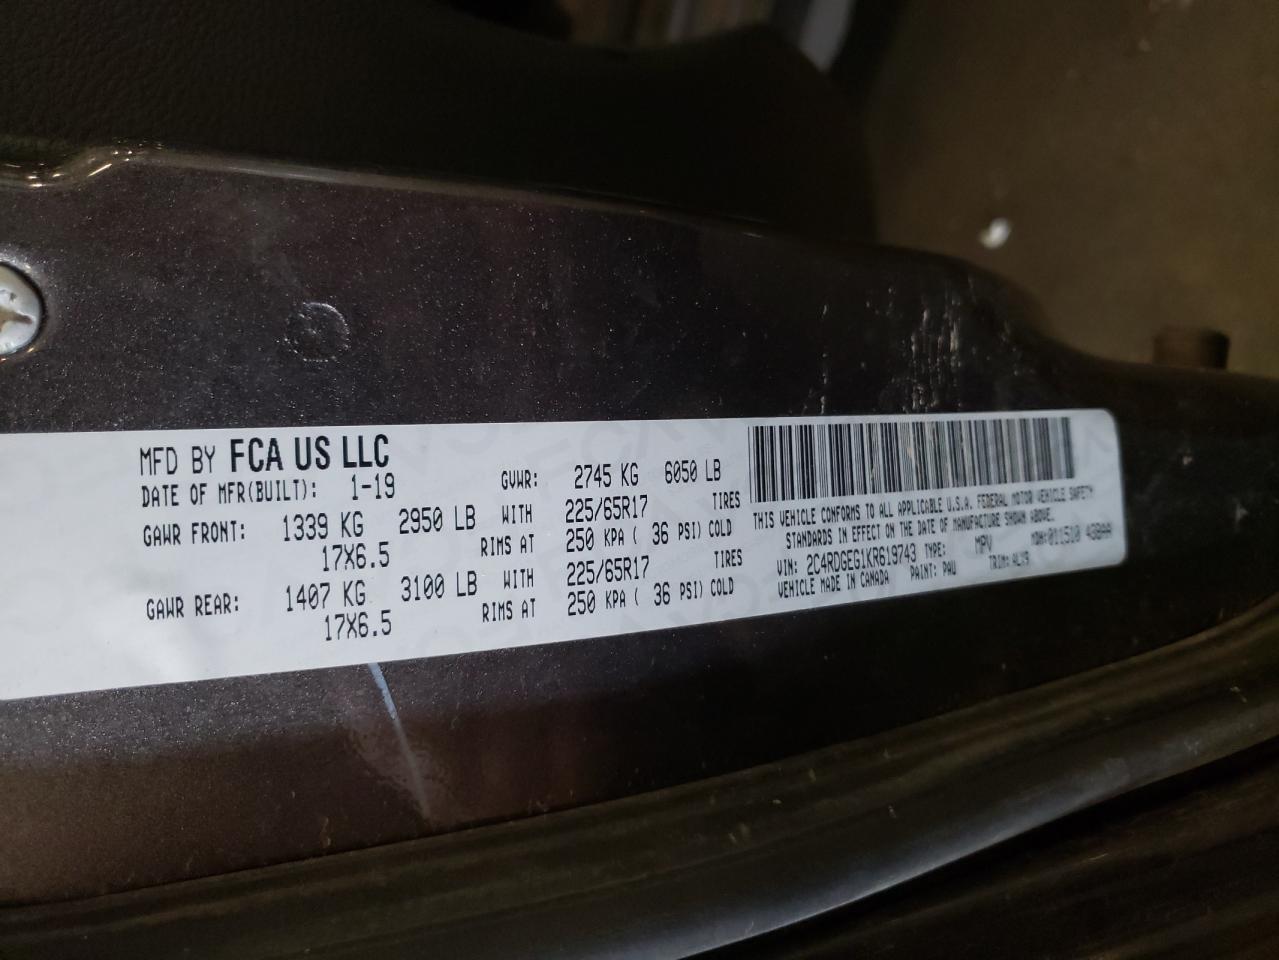 MFD BY FCA US LLC
DATE OF MFR(BUILT): 1-19 GVWR: 2745 KG 6050 LB
GAWR FRONT: 1339 KG 2950 LB WITH 225/65R17 TIRES
17X6.5 RIMS AT 250 KPA ( 36 PSI) COLD
GAWR REAR: 1407 KG 3100 LB WITH 225/65R17 TIRES
17X6.5 RIMS AT 250 KPA ( 36 PSI) COLD
THIS VEHICLE CONFORMS TO ALL APPLICABLE U.S.A. FEDERAL MOTOR VEHICLE SAFETY
STANDARDS IN EFFECT ON THE DATE OF MANUFACTURE SHOWN ABOVE.
VIN: 2C4RDGEG1KR619743 TYPE: MPV MDH:011510
VEHICLE MADE IN CANADA PAINT: PAU TRIM: